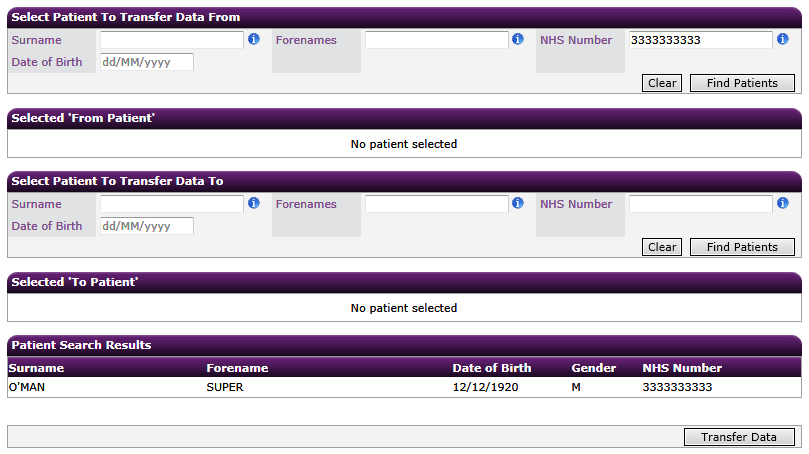 Select Patient To Transfer Data From
Surname Forenames NHS Number 3333333333
Date of Birth dd/MM/yyyy
Clear Find Patients
Selected 'From Patient'
No patient selected
Select Patient To Transfer Data To
Surname Forenames NHS Number
Date of Birth dd/MM/yyyy
Clear Find Patients
Selected 'To Patient'
No patient selected
Patient Search Results
Surname Forename Date of Birth Gender NHS Number
O'MAN SUPER 12/12/1920 M 3333333333
Transfer Data